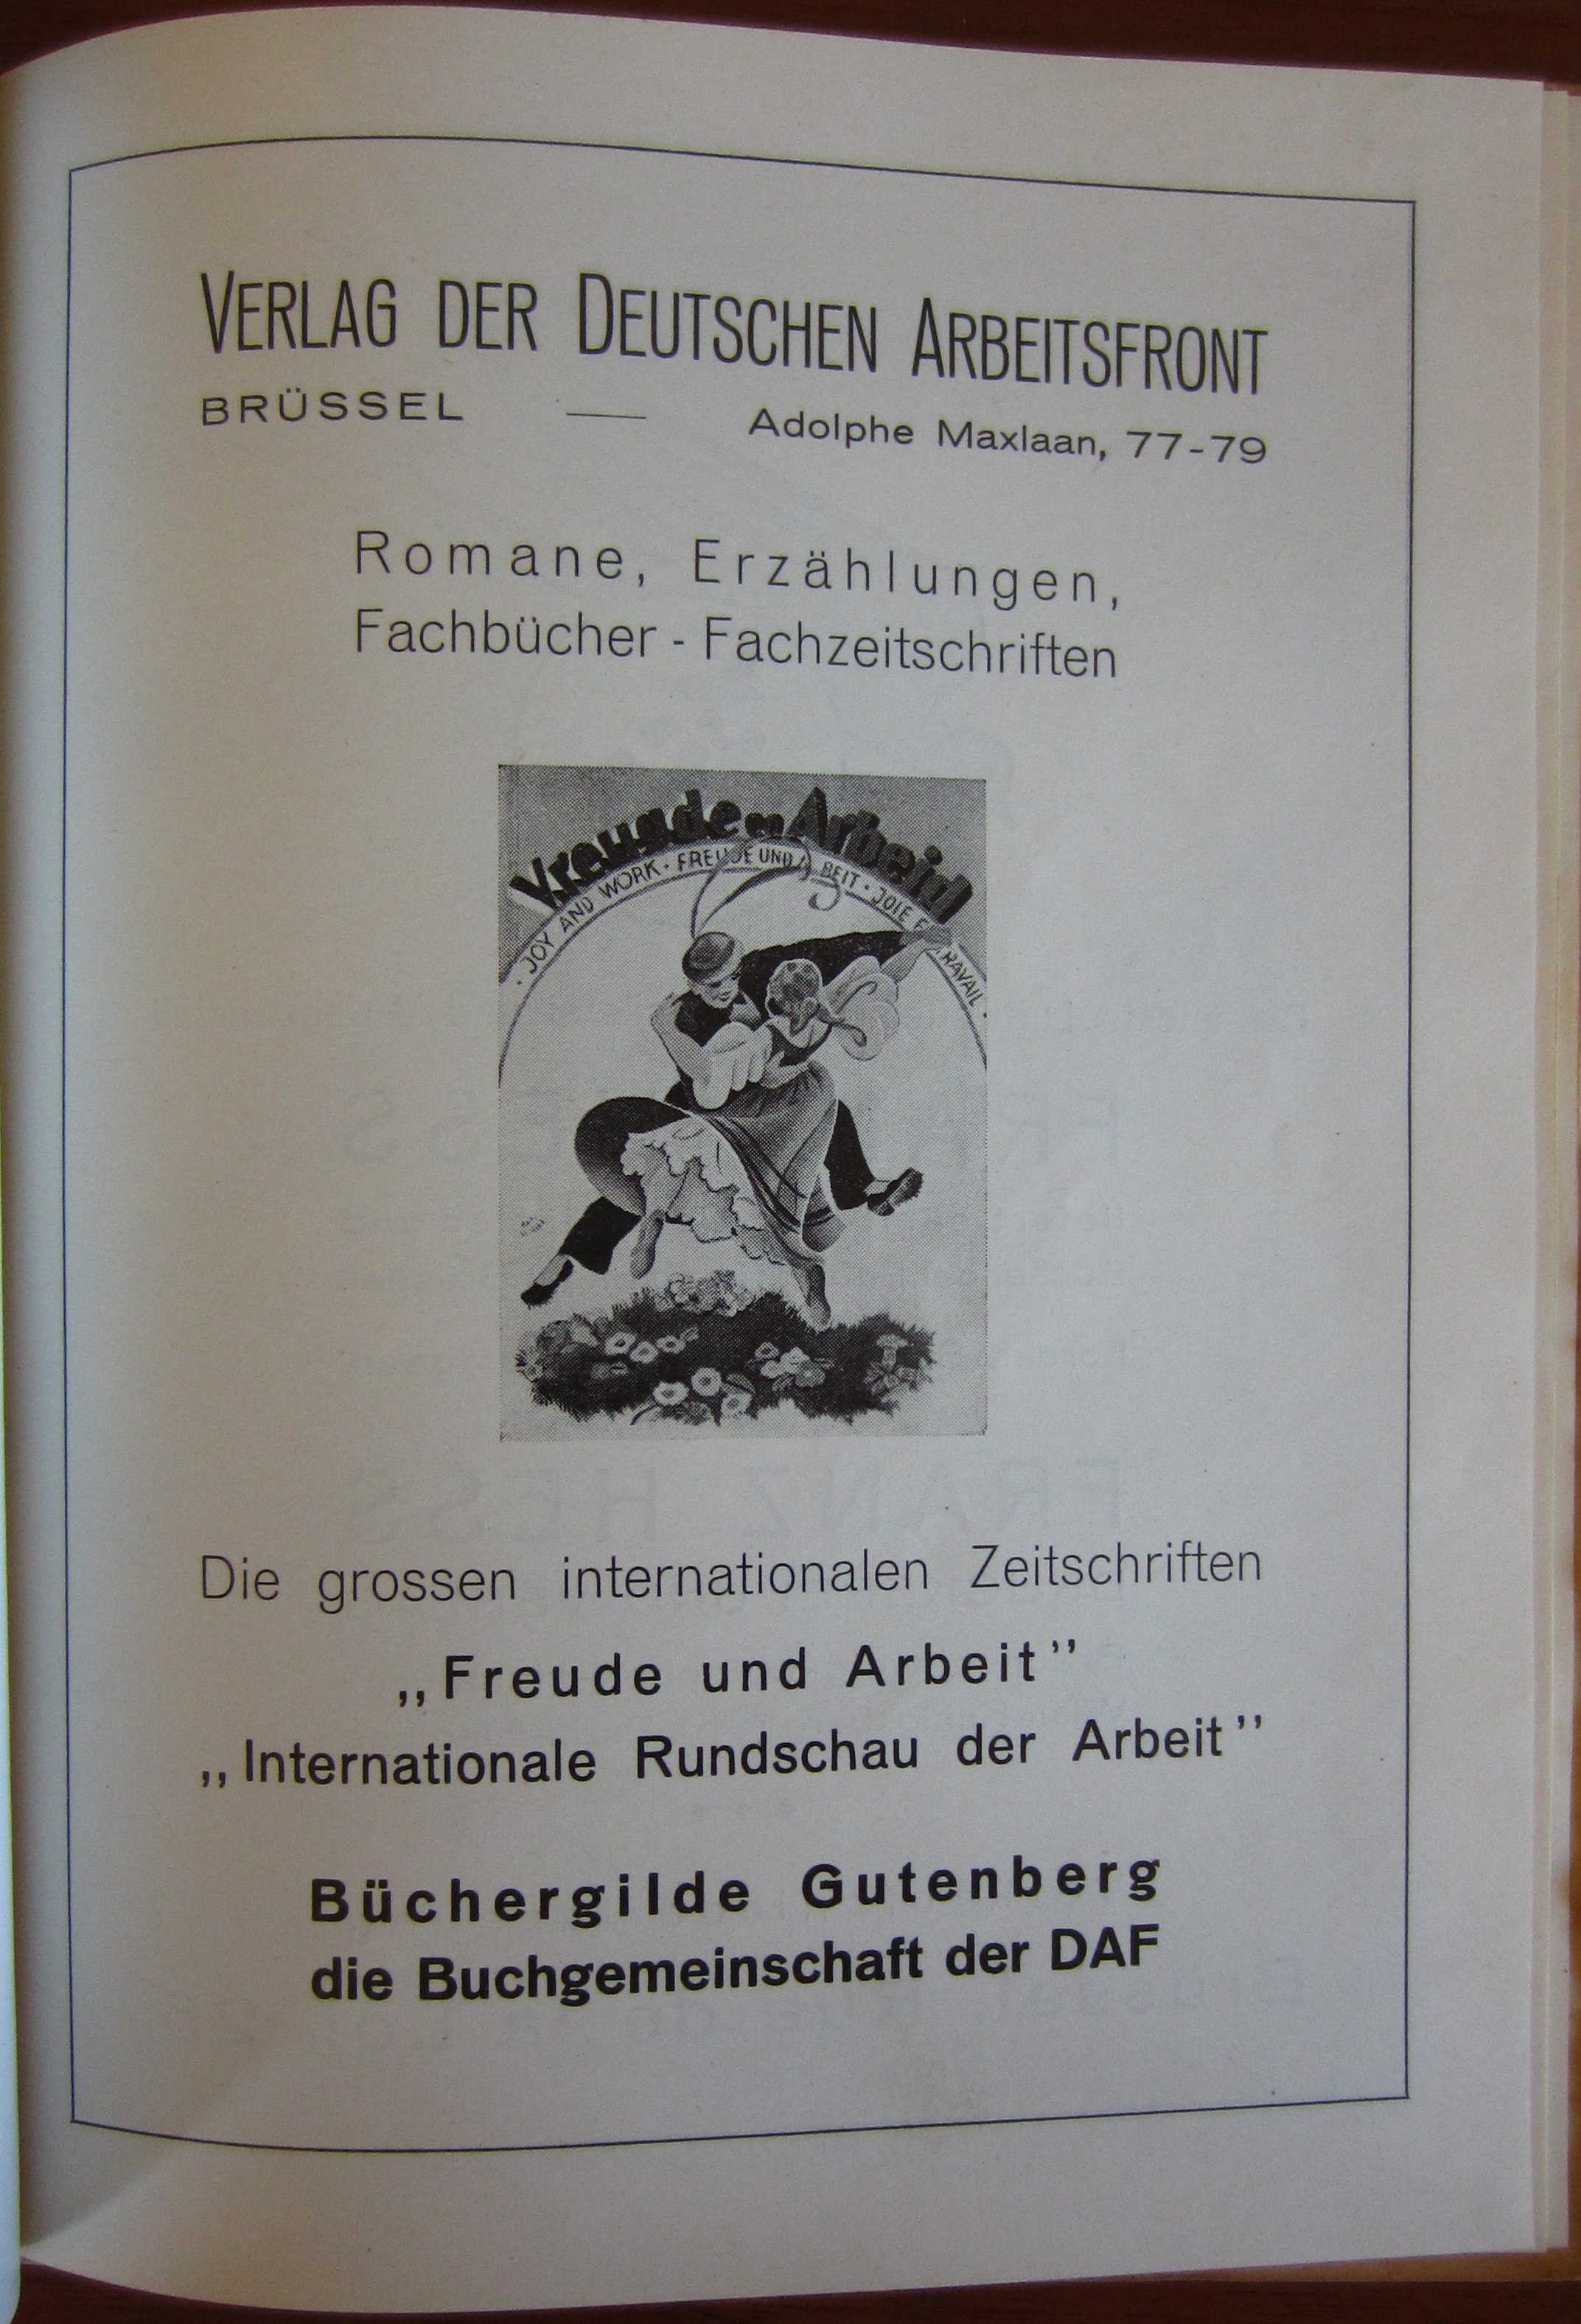 VERLAG DER DEUTSCHEN ARBEITSFRONT
BRÜSSEL — Adolphe Maxlaan, 77-79
Romane, Erzählungen,
Fachbücher - Fachzeitschriften
Vreugde en Arbeid
· JOY AND WORK · FREUDE UND ARBEIT · JOIE ET TRAVAIL ·
Die grossen internationalen Zeitschriften
„Freude und Arbeit”
„Internationale Rundschau der Arbeit”
Büchergilde Gutenberg
die Buchgemeinschaft der DAF